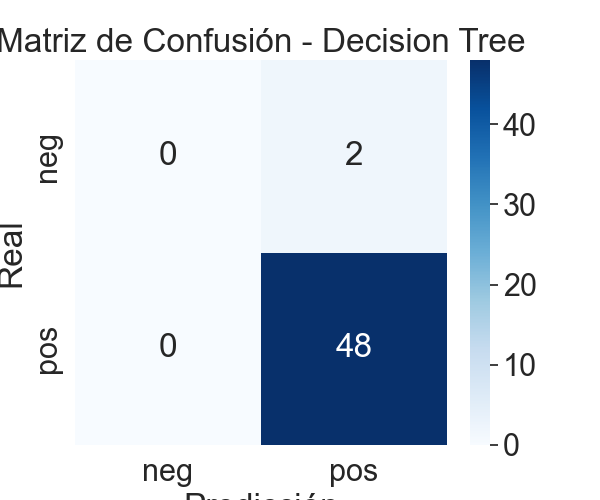 Matriz de Confusión - Decision Tree
neg
0
2
40
30
Real
20
pos
0
48
10
0
neg
pos
Predicción